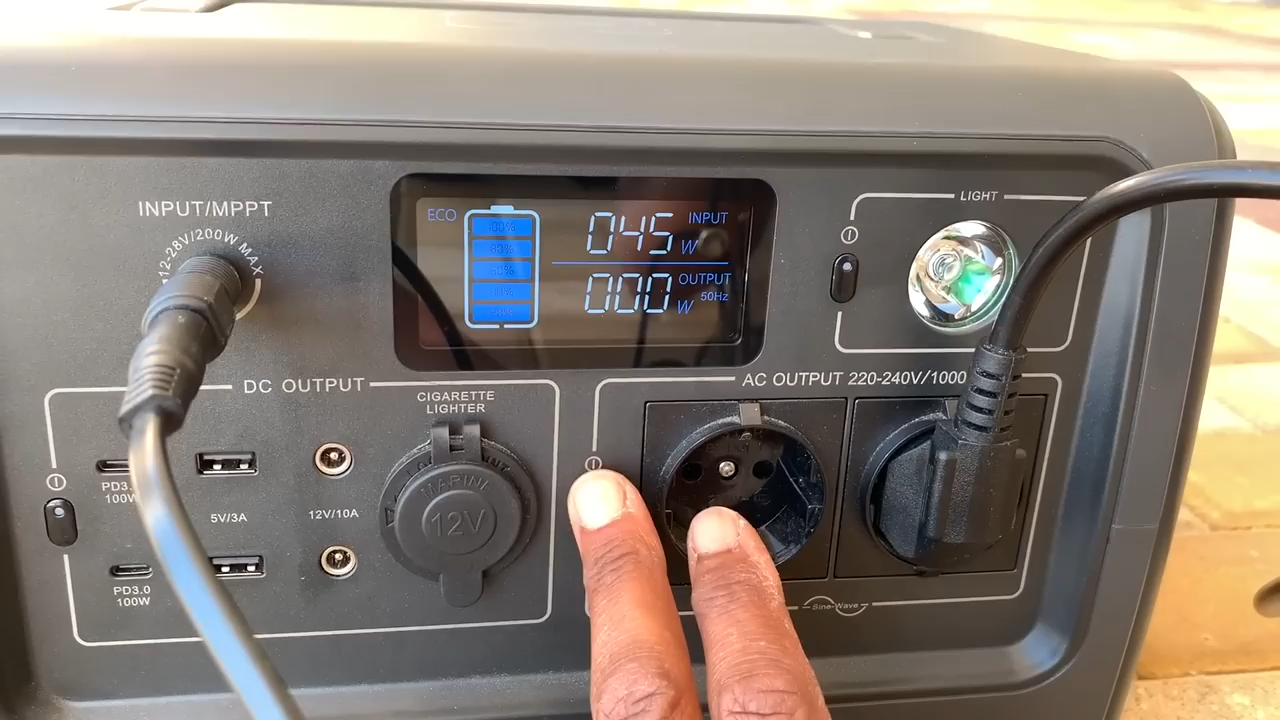 INPUT/MPPT
12-28V/200W MAX
ECO
100%
80%
60%
045 W INPUT
000 W OUTPUT
50Hz
LIGHT
DC OUTPUT
CIGARETTE
LIGHTER
AC OUTPUT 220-240V/1000
PD3.
100W
5V/3A
12V/10A
MARINA
12V
PD3.0
100W
Sine-Wave